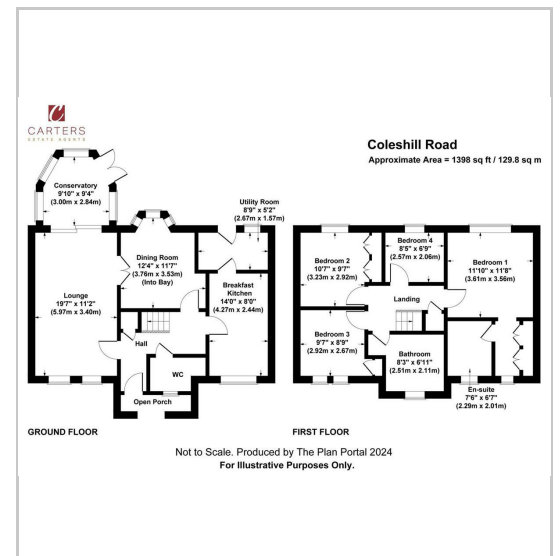 CARTERS
ESTATE AGENTS
Coleshill Road
Approximate Area = 1398 sq ft / 129.8 sq m
Conservatory
9'10" x 9'4"
(3.00m x 2.84m)
Utility Room
8'9" x 5'2"
(2.67m x 1.57m)
Dining Room
12'4" x 11'7"
(3.76m x 3.53m)
(Into Bay)
Lounge
19'7" x 11'2"
(5.97m x 3.40m)
Breakfast
Kitchen
14'0" x 8'0"
(4.27m x 2.44m)
Hall
WC
Open Porch
Bedroom 2
10'7" x 9'7"
(3.23m x 2.92m)
Bedroom 4
8'5" x 6'9"
(2.57m x 2.06m)
Bedroom 1
11'10" x 11'8"
(3.61m x 3.56m)
Landing
Bedroom 3
9'7" x 8'9"
(2.92m x 2.67m)
Bathroom
8'3" x 6'11"
(2.51m x 2.11m)
En-suite
7'6" x 6'7"
(2.29m x 2.01m)
GROUND FLOOR
FIRST FLOOR
Not to Scale. Produced by The Plan Portal 2024
For Illustrative Purposes Only.